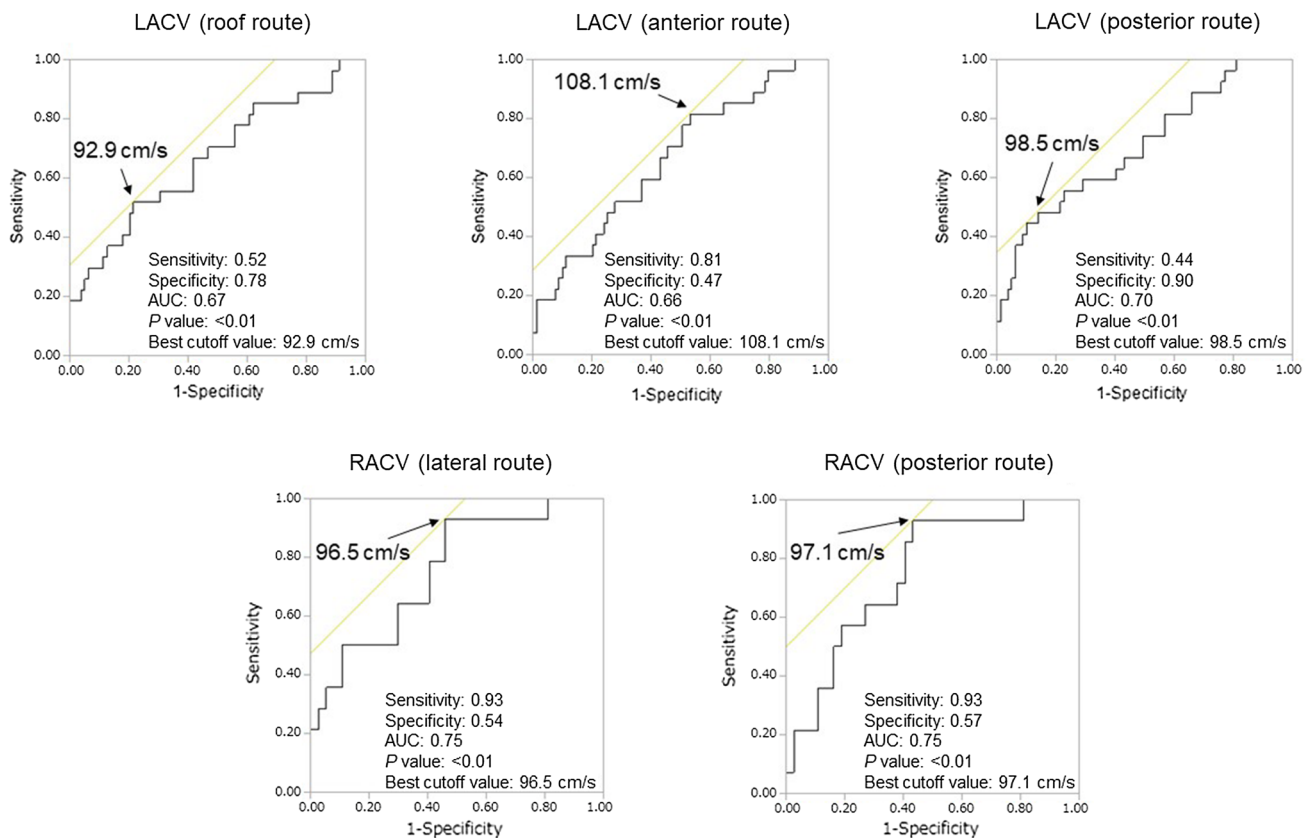 LACV (roof route)
1.00
0.80
0.60
0.40
0.20
0.00
Sensitivity
92.9 cm/s
Sensitivity: 0.52
Specificity: 0.78
AUC: 0.67
P value: <0.01
Best cutoff value: 92.9 cm/s
0.00 0.20 0.40 0.60 0.80 1.00
1-Specificity
LACV (anterior route)
1.00
0.80
0.60
0.40
0.20
0.00
Sensitivity
108.1 cm/s
Sensitivity: 0.81
Specificity: 0.47
AUC: 0.66
P value: <0.01
Best cutoff value: 108.1 cm/s
0.00 0.20 0.40 0.60 0.80 1.00
1-Specificity
LACV (posterior route)
1.00
0.80
0.60
0.40
0.20
0.00
Sensitivity
98.5 cm/s
Sensitivity: 0.44
Specificity: 0.90
AUC: 0.70
P value <0.01
Best cutoff value: 98.5 cm/s
0.00 0.20 0.40 0.60 0.80 1.00
1-Specificity
RACV (lateral route)
1.00
0.80
0.60
0.40
0.20
0.00
Sensitivity
96.5 cm/s
Sensitivity: 0.93
Specificity: 0.54
AUC: 0.75
P value: <0.01
Best cutoff value: 96.5 cm/s
0.00 0.20 0.40 0.60 0.80 1.00
1-Specificity
RACV (posterior route)
1.00
0.80
0.60
0.40
0.20
0.00
Sensitivity
97.1 cm/s
Sensitivity: 0.93
Specificity: 0.57
AUC: 0.75
P value: <0.01
Best cutoff value: 97.1 cm/s
0.00 0.20 0.40 0.60 0.80 1.00
1-Specificity